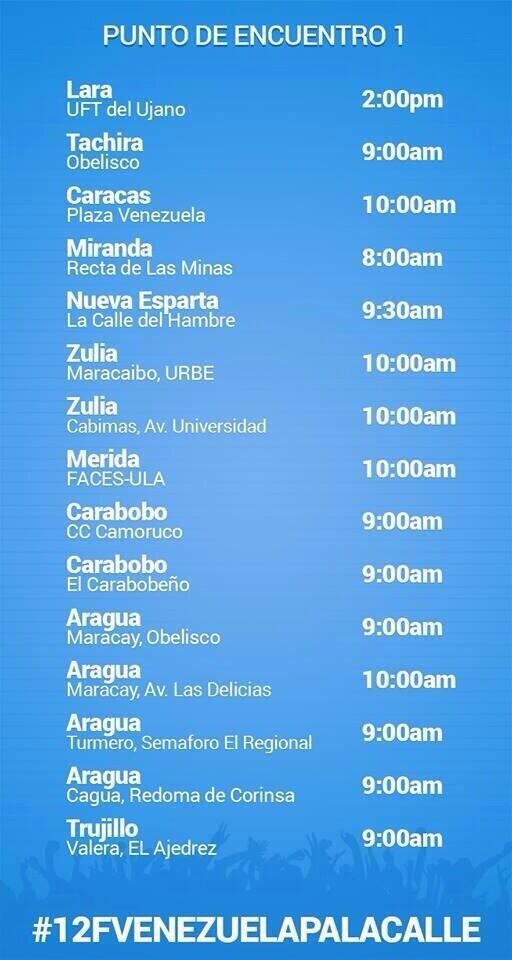 PUNTO DE ENCUENTRO 1
Lara
UFT del Ujano
2:00pm
Tachira
Obelisco
9:00am
Caracas
Plaza Venezuela
10:00am
Miranda
Recta de Las Minas
8:00am
Nueva Esparta
La Calle del Hambre
9:30am
Zulia
Maracaibo, URBE
10:00am
Zulia
Cabimas, Av. Universidad
10:00am
Merida
FACES-ULA
10:00am
Carabobo
CC Camoruco
9:00am
Carabobo
El Carabobeño
9:00am
Aragua
Maracay, Obelisco
9:00am
Aragua
Maracay, Av. Las Delicias
10:00am
Aragua
Turmero, Semaforo El Regional
9:00am
Aragua
Cagua, Redoma de Corinsa
9:00am
Trujillo
Valera, EL Ajedrez
9:00am
#12FVENEZUELAPALACALLE